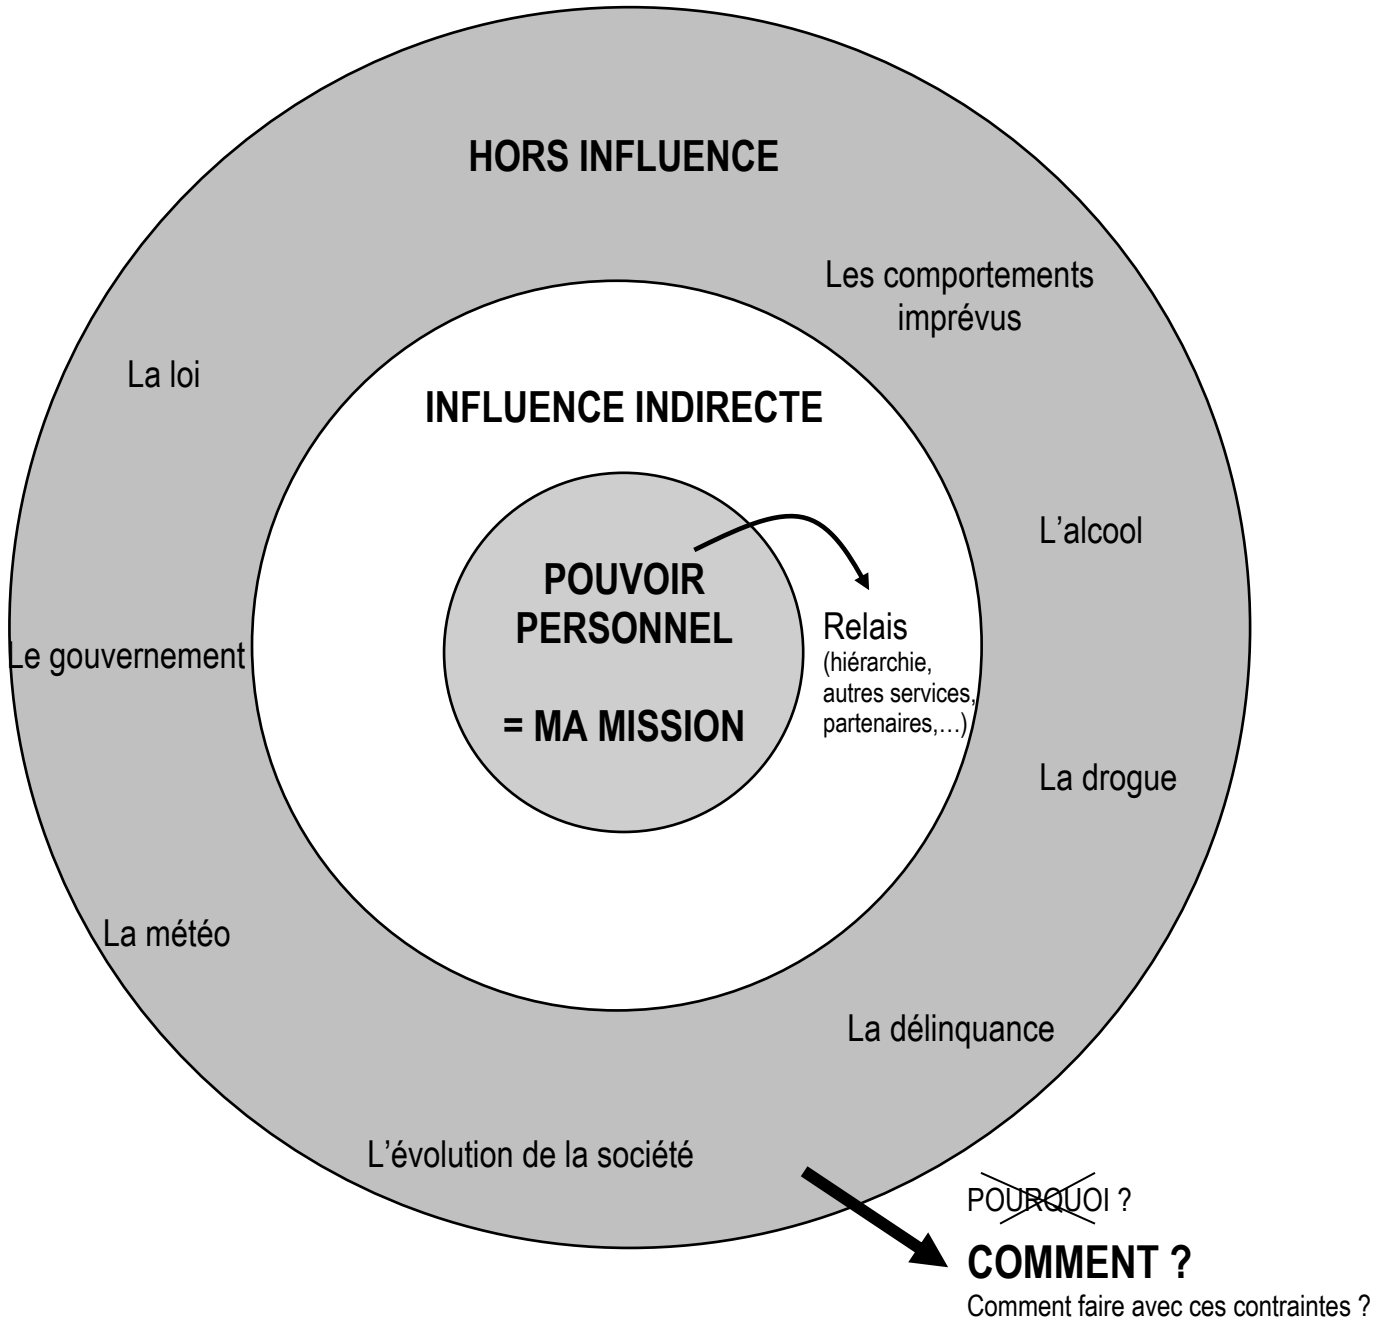 HORS INFLUENCE
Les comportements
imprévus
La loi
INFLUENCE INDIRECTE
L’alcool
POUVOIR
PERSONNEL
= MA MISSION
Relais
(hiérarchie,
autres services,
partenaires,…)
Le gouvernement
La drogue
La météo
La délinquance
L’évolution de la société
POURQUOI ?
COMMENT ?
Comment faire avec ces contraintes ?